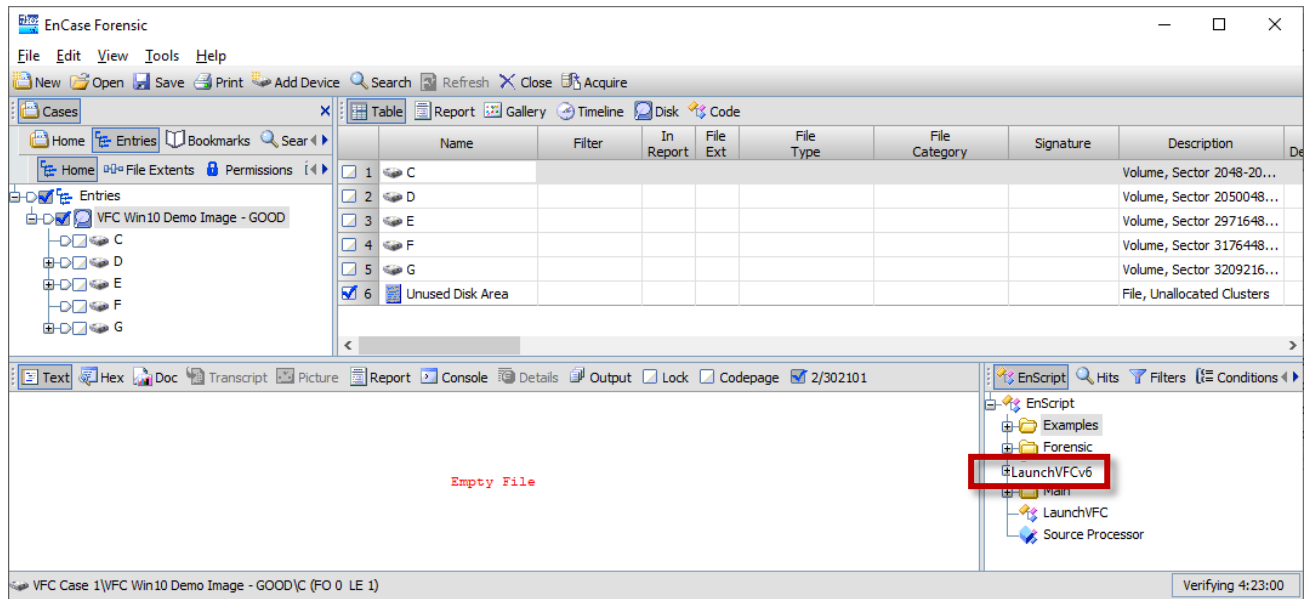 EnCase Forensic
File Edit View Tools Help
New Open Save Print Add Device Search Refresh Close Acquire
Cases
Home Entries Bookmarks Sear
Home File Extents Permissions
Entries
VFC Win10 Demo Image - GOOD
C
D
E
F
G
Table Report Gallery Timeline Disk Code
Name Filter In Report File Ext File Type File Category Signature Description De
1 C Volume, Sector 2048-20...
2 D Volume, Sector 2050048...
3 E Volume, Sector 2971648...
4 F Volume, Sector 3176448...
5 G Volume, Sector 3209216...
6 Unused Disk Area File, Unallocated Clusters
Text Hex Doc Transcript Picture Report Console Details Output Lock Codepage 2/302101
Empty File
EnScript Hits Filters Conditions
EnScript
Examples
Forensic
LaunchVFCv6
Main
LaunchVFC
Source Processor
VFC Case 1\VFC Win10 Demo Image - GOOD\C (FO 0 LE 1)
Verifying 4:23:00